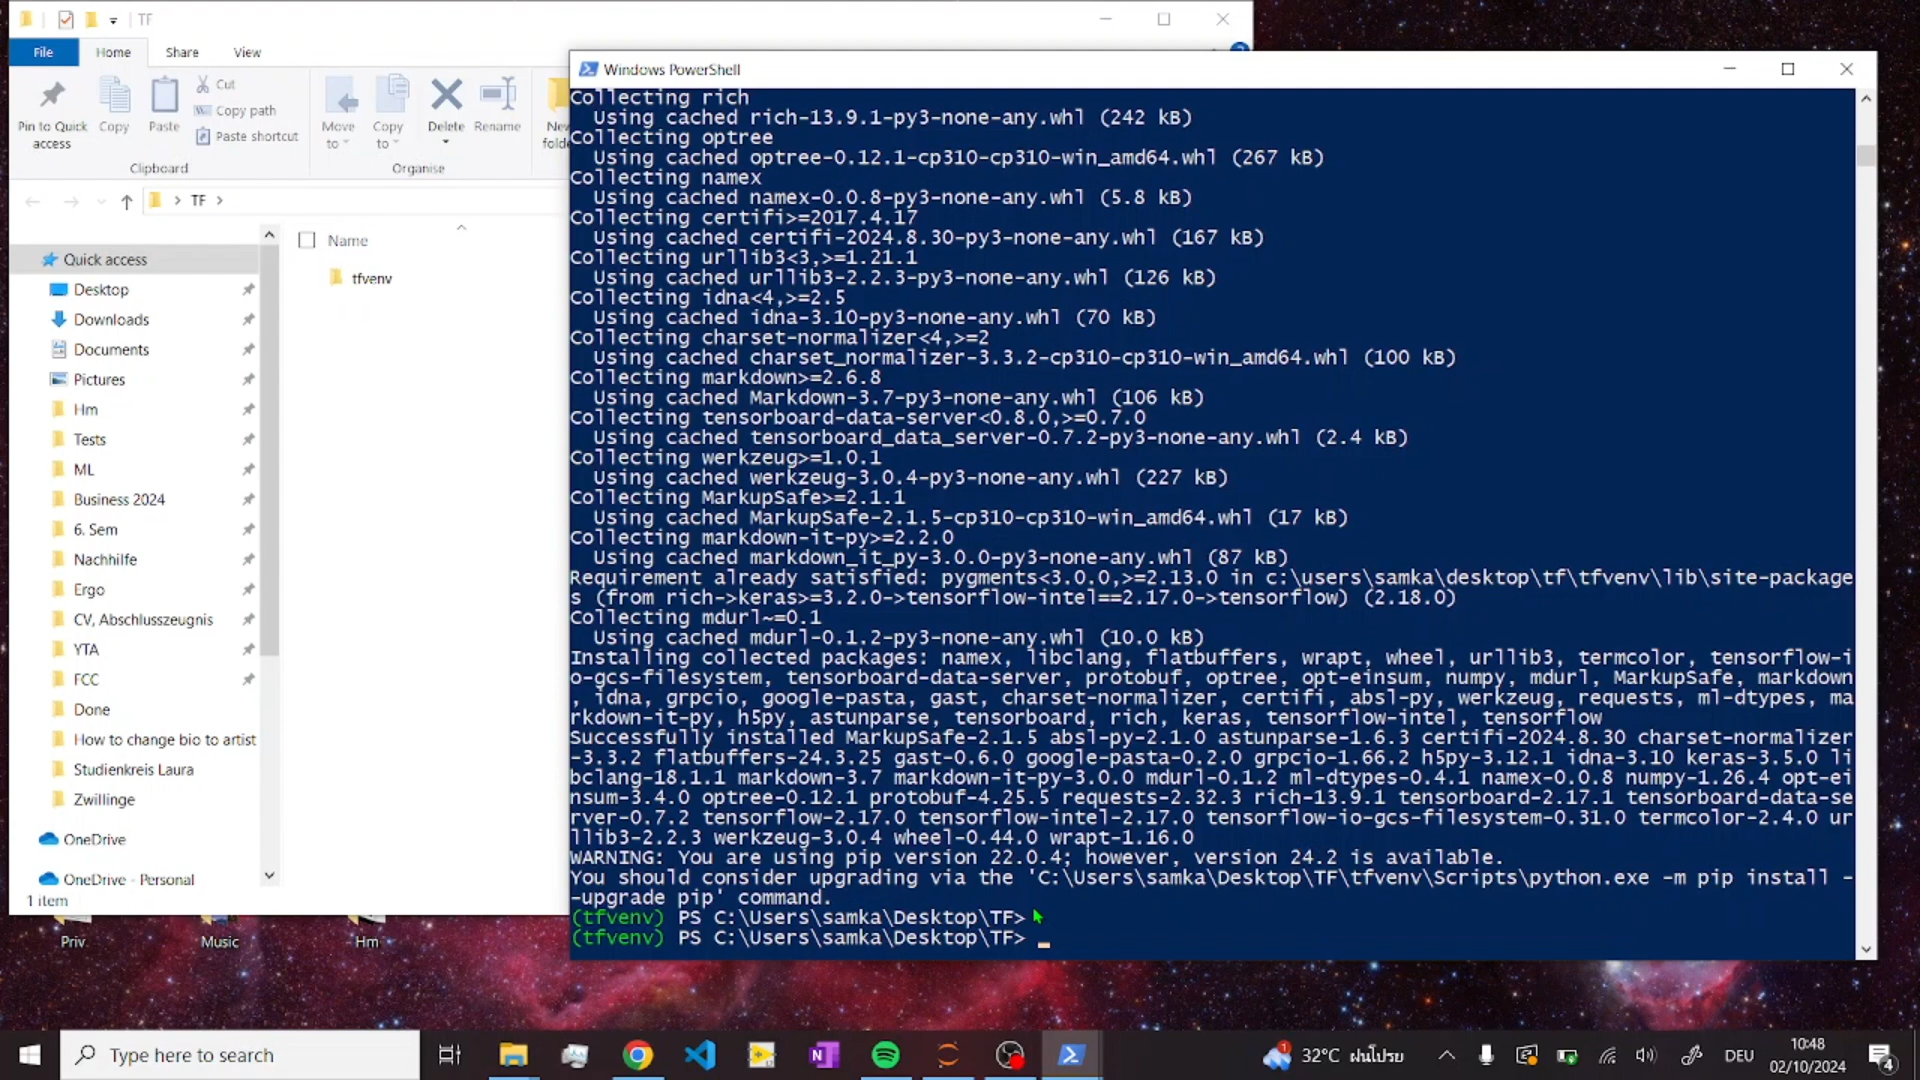 TF
File
Home
Share
View
Pin to Quick access
Copy
Paste
Cut
Copy path
Paste shortcut
Clipboard
Move to
Copy to
Delete
Rename
Organise
TF
Name
tfvenv
Quick access
Desktop
Downloads
Documents
Pictures
Hm
Tests
ML
Business 2024
6. Sem
Nachhilfe
Ergo
CV, Abschlusszeugnis
YTA
FCC
Done
How to change bio to artist
Studienkreis Laura
Zwillinge
OneDrive
OneDrive - Personal
1 item
Windows PowerShell
Collecting rich
Using cached rich-13.9.1-py3-none-any.whl (242 kB)
Collecting optree
Using cached optree-0.12.1-cp310-cp310-win_amd64.whl (267 kB)
Collecting namex
Using cached namex-0.0.8-py3-none-any.whl (5.8 kB)
Collecting certifi>=2017.4.17
Using cached certifi-2024.8.30-py3-none-any.whl (167 kB)
Collecting urllib3<3,>=1.21.1
Using cached urllib3-2.2.3-py3-none-any.whl (126 kB)
Collecting idna<4,>=2.5
Using cached idna-3.10-py3-none-any.whl (70 kB)
Collecting charset-normalizer<4,>=2
Using cached charset_normalizer-3.3.2-cp310-cp310-win_amd64.whl (100 kB)
Collecting markdown>=2.6.8
Using cached Markdown-3.7-py3-none-any.whl (106 kB)
Collecting tensorboard-data-server<0.8.0,>=0.7.0
Using cached tensorboard_data_server-0.7.2-py3-none-any.whl (2.4 kB)
Collecting werkzeug>=1.0.1
Using cached werkzeug-3.0.4-py3-none-any.whl (227 kB)
Collecting MarkupSafe>=2.1.1
Using cached MarkupSafe-2.1.5-cp310-cp310-win_amd64.whl (17 kB)
Collecting markdown-it-py>=2.2.0
Using cached markdown_it_py-3.0.0-py3-none-any.whl (87 kB)
Requirement already satisfied: pygments<3.0.0,>=2.13.0 in c:\users\samka\desktop\tf\tfvenv\lib\site-package
s (from rich->keras>=3.2.0->tensorflow-intel==2.17.0->tensorflow) (2.18.0)
Collecting mdurl~=0.1
Using cached mdurl-0.1.2-py3-none-any.whl (10.0 kB)
Installing collected packages: namex, libclang, flatbuffers, wrapt, wheel, urllib3, termcolor, tensorflow-i
o-gcs-filesystem, tensorboard-data-server, protobuf, optree, opt-einsum, numpy, mdurl, MarkupSafe, markdown
, idna, grpcio, google-pasta, gast, charset-normalizer, certifi, absl-py, werkzeug, requests, ml-dtypes, ma
rkdown-it-py, h5py, astunparse, tensorboard, rich, keras, tensorflow-intel, tensorflow
Successfully installed MarkupSafe-2.1.5 absl-py-2.1.0 astunparse-1.6.3 certifi-2024.8.30 charset-normalizer
-3.3.2 flatbuffers-24.3.25 gast-0.6.0 google-pasta-0.2.0 grpcio-1.66.2 h5py-3.12.1 idna-3.10 keras-3.5.0 li
bclang-18.1.1 markdown-3.7 markdown-it-py-3.0.0 mdurl-0.1.2 ml-dtypes-0.4.1 namex-0.0.8 numpy-1.26.4 opt-ei
nsum-3.4.0 optree-0.12.1 protobuf-4.25.5 requests-2.32.3 rich-13.9.1 tensorboard-2.17.1 tensorboard-data-se
rver-0.7.2 tensorflow-2.17.0 tensorflow-intel-2.17.0 tensorflow-io-gcs-filesystem-0.31.0 termcolor-2.4.0 ur
llib3-2.2.3 werkzeug-3.0.4 wheel-0.44.0 wrapt-1.16.0
WARNING: You are using pip version 22.0.4; however, version 24.2 is available.
You should consider upgrading via the 'C:\Users\samka\Desktop\TF\tfvenv\Scripts\python.exe -m pip install -
-upgrade pip' command.
(tfvenv) PS C:\Users\samka\Desktop\TF>
(tfvenv) PS C:\Users\samka\Desktop\TF> _
Priv
Music
Hm
Type here to search
32°C ฝนโปรย
DEU
10:48
02/10/2024
4